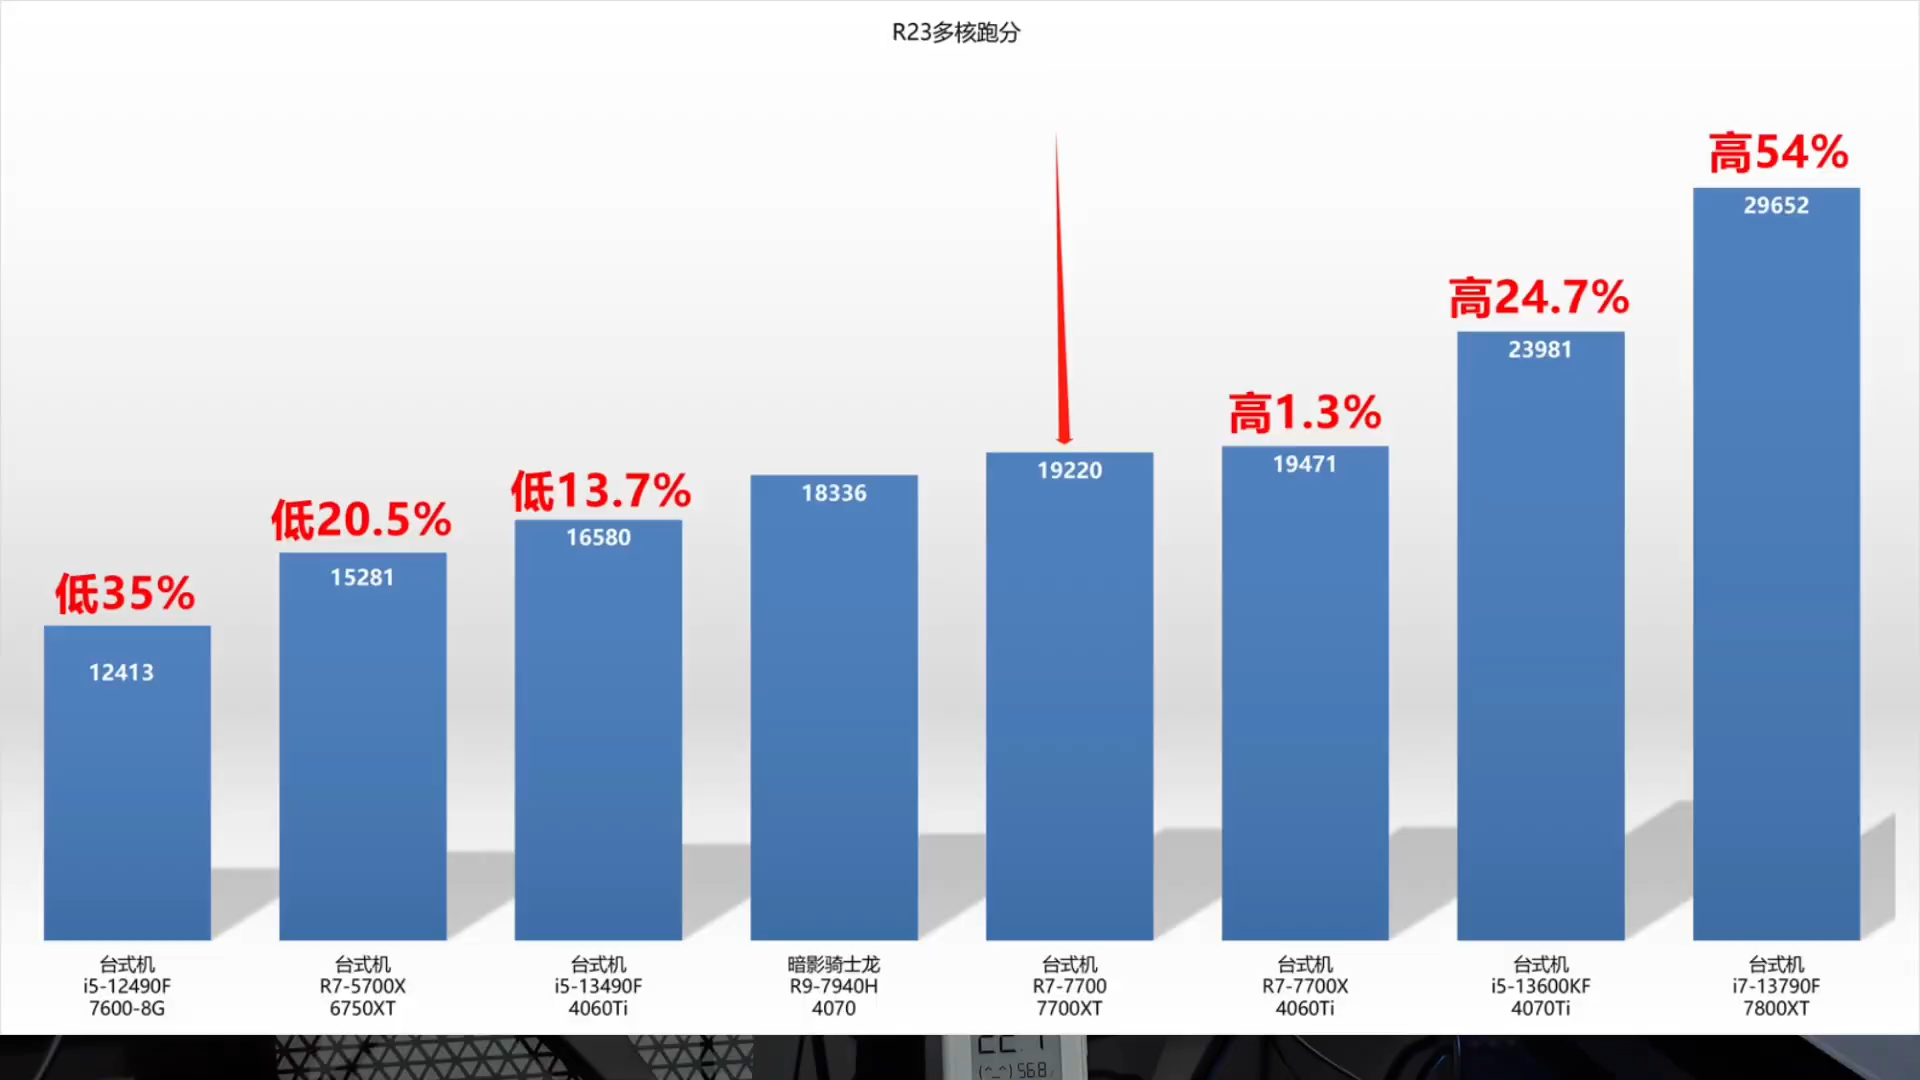 R23多核跑分
高54%
29652
高24.7%
23981
高1.3%
19471
19220
18336
低13.7%
16580
低20.5%
15281
低35%
12413
台式机
i5-12490F
7600-8G
台式机
R7-5700X
6750XT
台式机
i5-13490F
4060Ti
暗影骑士龙
R9-7940H
4070
台式机
R7-7700
7700XT
台式机
R7-7700X
4060Ti
台式机
i5-13600KF
4070Ti
台式机
i7-13790F
7800XT
(^_^) 56.8